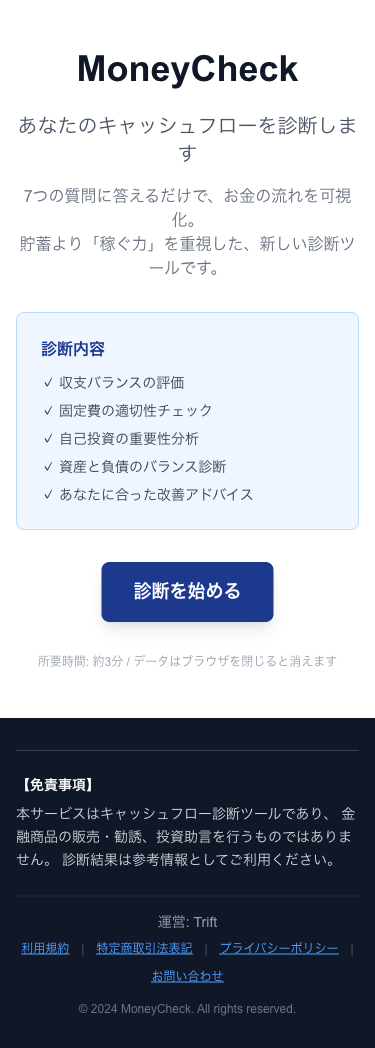 MoneyCheck
あなたのキャッシュフローを診断しま
す
7つの質問に答えるだけで、お金の流れを可視
化。
貯蓄より「稼ぐ力」を重視した、新しい診断ツ
ールです。
診断内容
✓ 収支バランスの評価
✓ 固定費の適切性チェック
✓ 自己投資の重要性分析
✓ 資産と負債のバランス診断
✓ あなたに合った改善アドバイス
診断を始める
所要時間: 約3分 / データはブラウザを閉じると消えます
【免責事項】
本サービスはキャッシュフロー診断ツールであり、 金
融商品の販売・勧誘、投資助言を行うものではありま
せん。 診断結果は参考情報としてご利用ください。
運営: Trift
利用規約 | 特定商取引法表記 | プライバシーポリシー |
お問い合わせ
© 2024 MoneyCheck. All rights reserved.